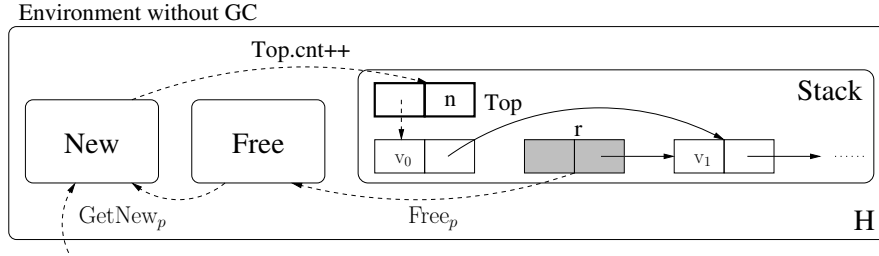 Environment without GC
Top.cnt++
Stack
n
Top
New
Free
r
v0
v1
......
GetNewp
Freep
H